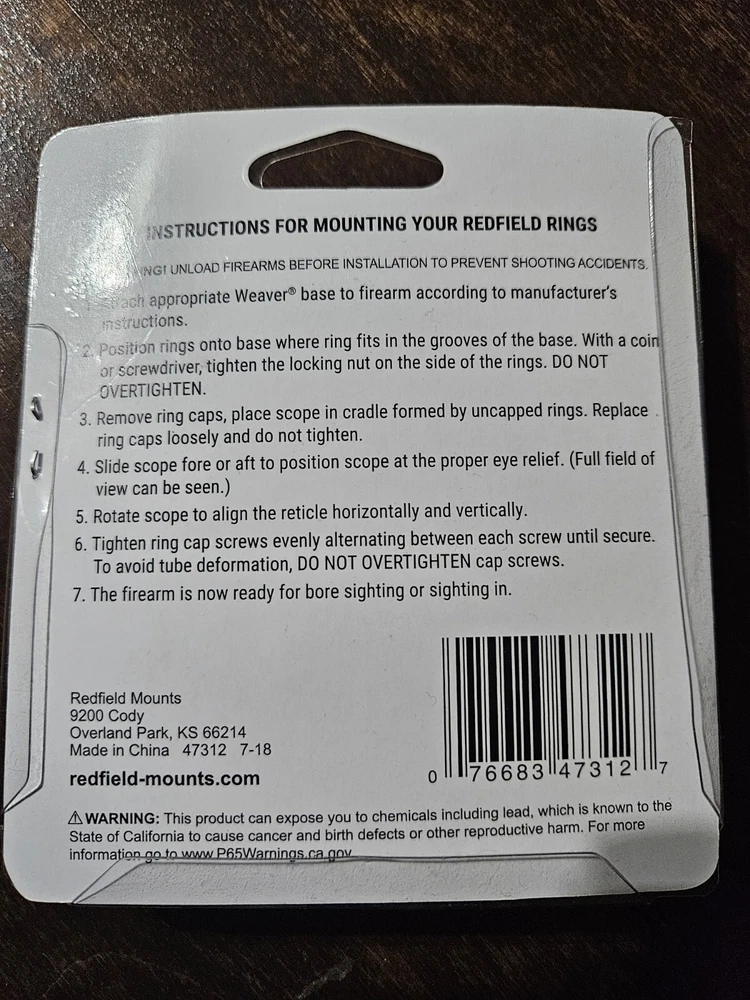 INSTRUCTIONS FOR MOUNTING YOUR REDFIELD RINGS
UNLOAD FIREARMS BEFORE INSTALLATION TO PREVENT SHOOTING ACCIDENTS.
appropriate Weaver® base to firearm according to manufacturer's
instructions.
2. Position rings onto base where ring fits in the grooves of the base. With a coin
or screwdriver, tighten the locking nut on the side of the rings. DO NOT
OVERTIGHTEN.
3. Remove ring caps, place scope in cradle formed by uncapped rings. Replace
ring caps loosely and do not tighten.
4. Slide scope fore or aft to position scope at the proper eye relief. (Full field of
view can be seen.)
5. Rotate scope to align the reticle horizontally and vertically.
6. Tighten ring cap screws evenly alternating between each screw until secure.
To avoid tube deformation, DO NOT OVERTIGHTEN cap screws.
7. The firearm is now ready for bore sighting or sighting in.
Redfield Mounts
9200 Cody
Overland Park, KS 66214
Made in China 47312 7-18
redfield-mounts.com
0 76683 47312 7
⚠WARNING: This product can expose you to chemicals including lead, which is known to the
State of California to cause cancer and birth defects or other reproductive harm. For more
information go to www.P65Warnings.ca.gov